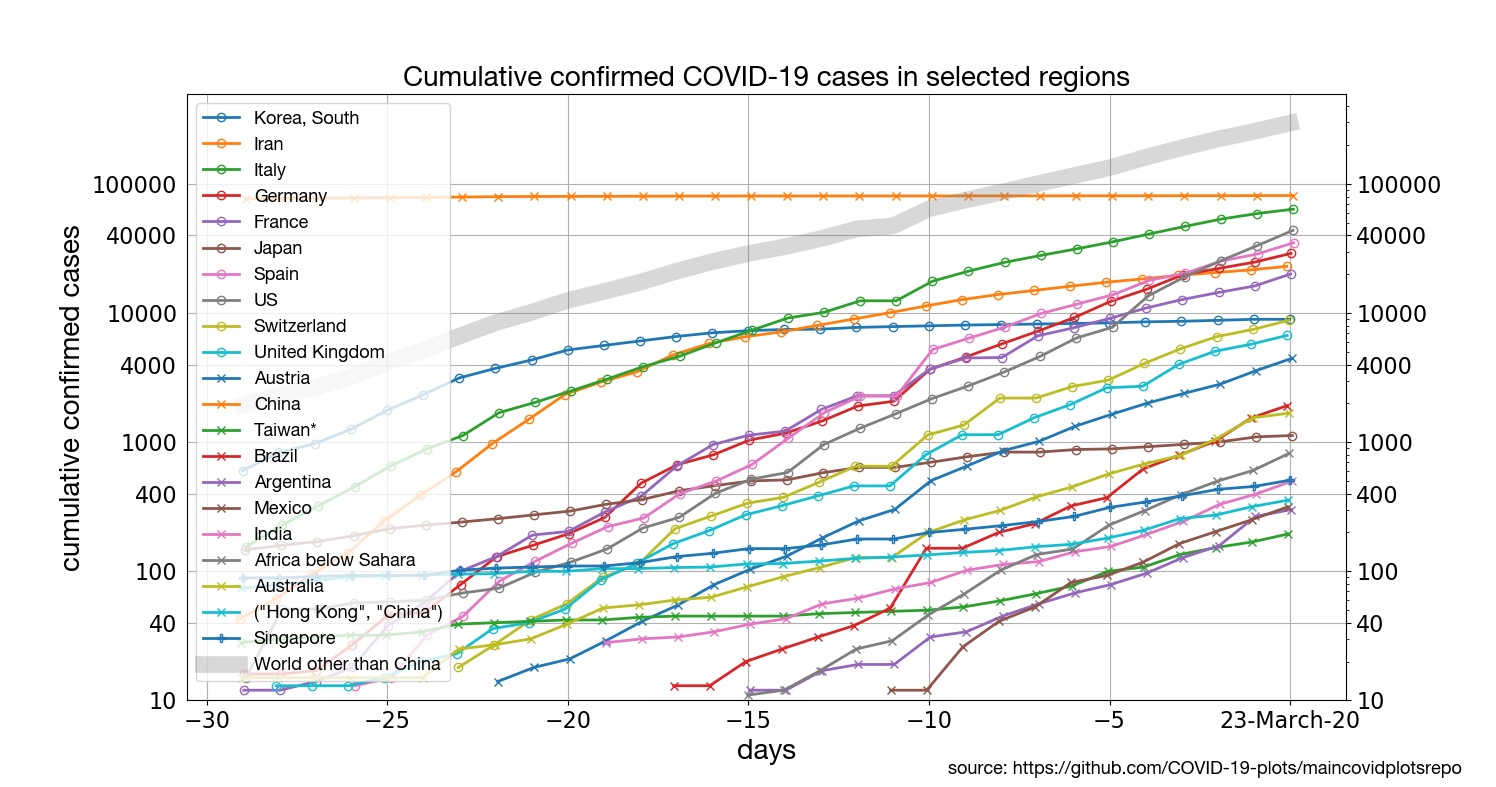 Cumulative confirmed COVID-19 cases in selected regions
Korea, South
Iran
Italy
Germany
France
Japan
Spain
US
Switzerland
United Kingdom
Austria
China
Taiwan*
Brazil
Argentina
Mexico
India
Africa below Sahara
Australia
("Hong Kong", "China")
Singapore
World other than China
cumulative confirmed cases
100000
40000
10000
4000
1000
400
100
40
10
100000
40000
10000
4000
1000
400
100
40
10
−30 −25 −20 −15 −10 −5 23-March-20
days
source: https://github.com/COVID-19-plots/maincovidplotsrepo